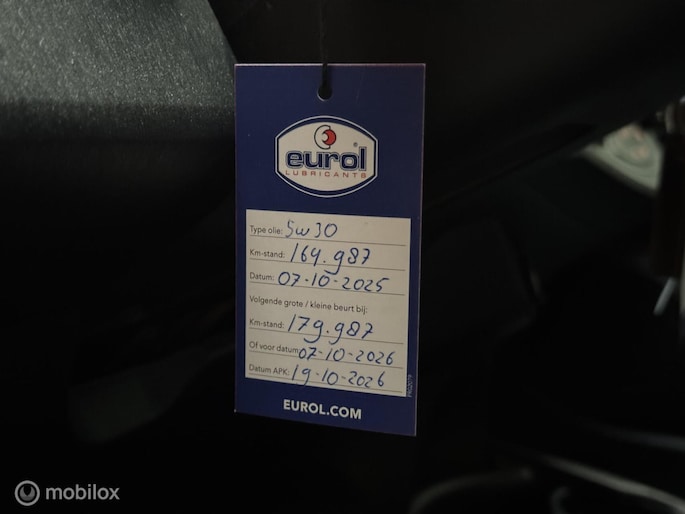 eurol®
LUBRICANTS
Type olie: 5w30
Km-stand: 164.987
Datum: 07-10-2025
Volgende grote / kleine beurt bij:
Km-stand: 179.987
Of voor datum: 07-10-2026
Datum APK: 19-10-2026
EUROL.COM
mobilox